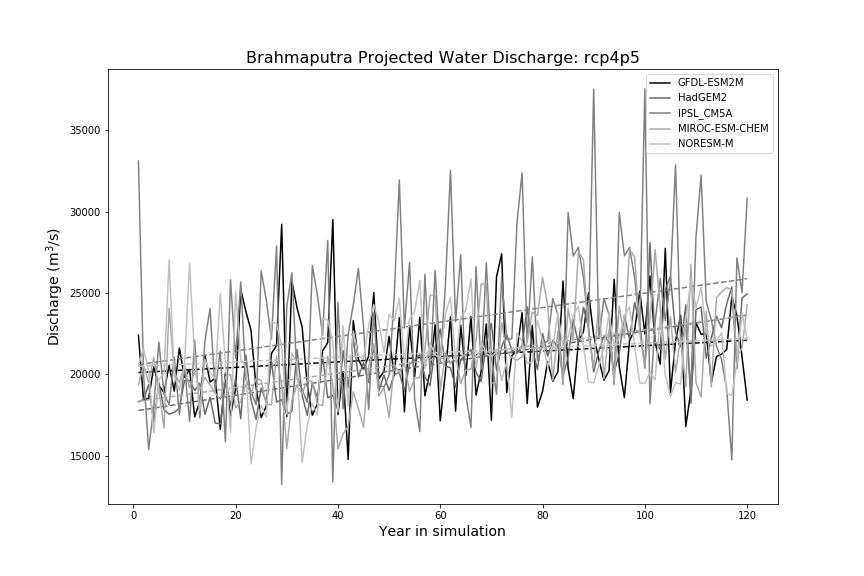 Brahmaputra Projected Water Discharge: rcp4p5
GFDL-ESM2M
HadGEM2
IPSL_CM5A
MIROC-ESM-CHEM
NORESM-M
Discharge (m³/s)
35000
30000
25000
20000
15000
0 20 40 60 80 100 120
Year in simulation